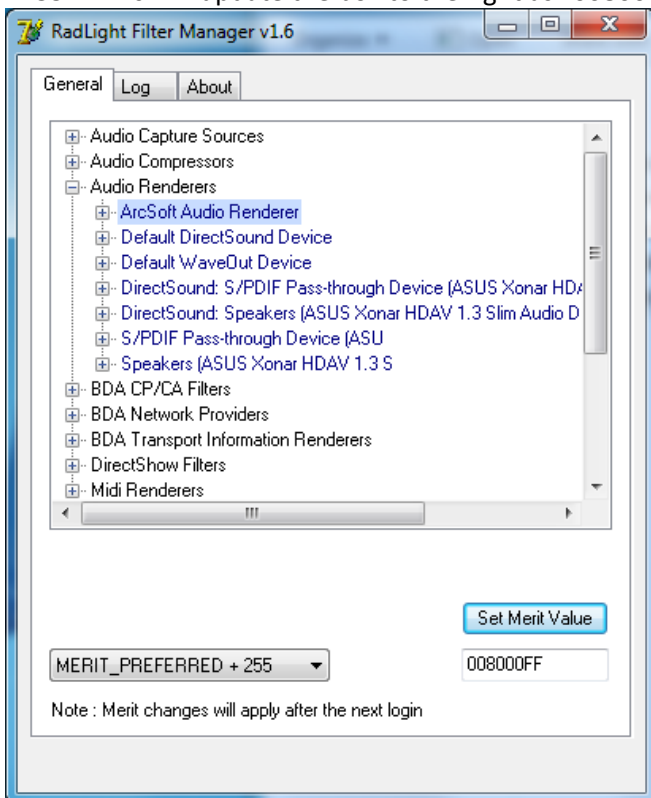 RadLight Filter Manager v1.6
General Log About
Audio Capture Sources
Audio Compressors
Audio Renderers
ArcSoft Audio Renderer
Default DirectSound Device
Default WaveOut Device
DirectSound: S/PDIF Pass-through Device (ASUS Xonar HDA
DirectSound: Speakers (ASUS Xonar HDAV 1.3 Slim Audio D
S/PDIF Pass-through Device (ASU
Speakers (ASUS Xonar HDAV 1.3 S
BDA CP/CA Filters
BDA Network Providers
BDA Transport Information Renderers
DirectShow Filters
Midi Renderers
Set Merit Value
MERIT_PREFERRED + 255 008000FF
Note : Merit changes will apply after the next login